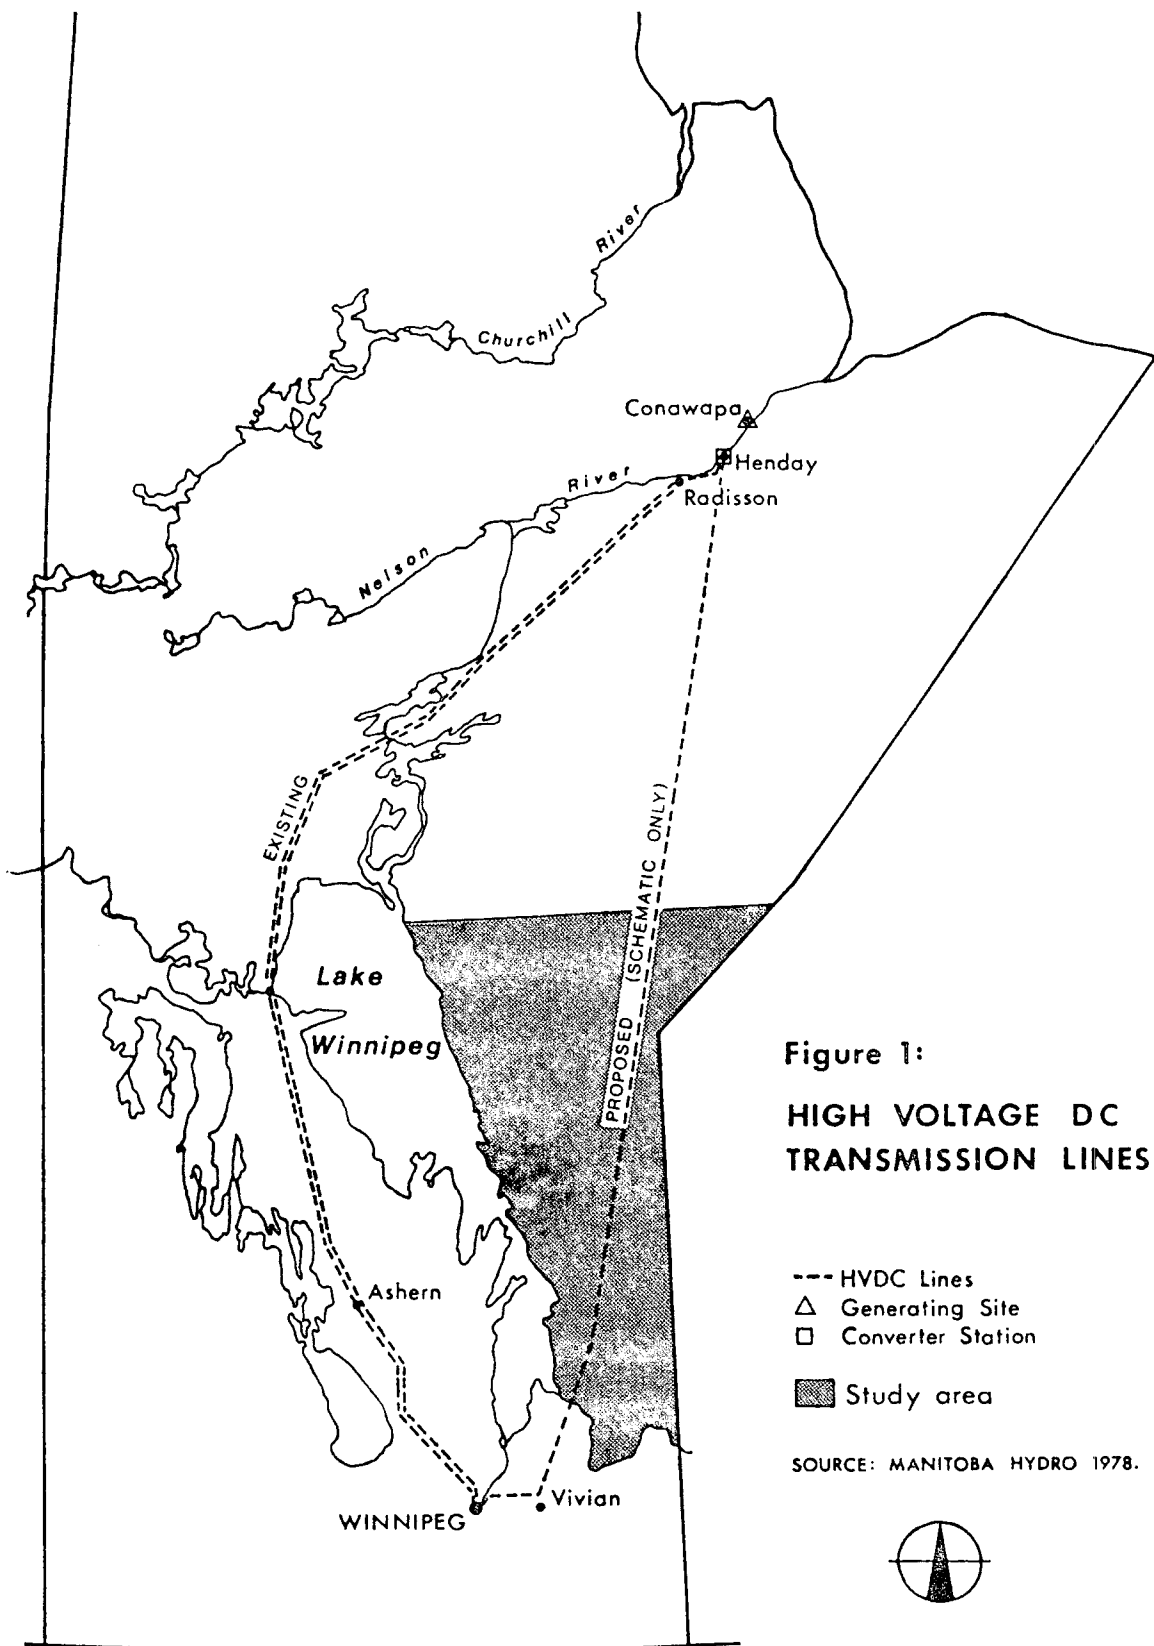 River
Churchill
Conawapa
Henday
River
Radisson
Nelson
EXISTING
PROPOSED (SCHEMATIC ONLY)
Lake
Winnipeg
Figure 1:
HIGH VOLTAGE DC
TRANSMISSION LINES
Ashern
HVDC Lines
Generating Site
Converter Station
Study area
SOURCE: MANITOBA HYDRO 1978.
Vivian
WINNIPEG